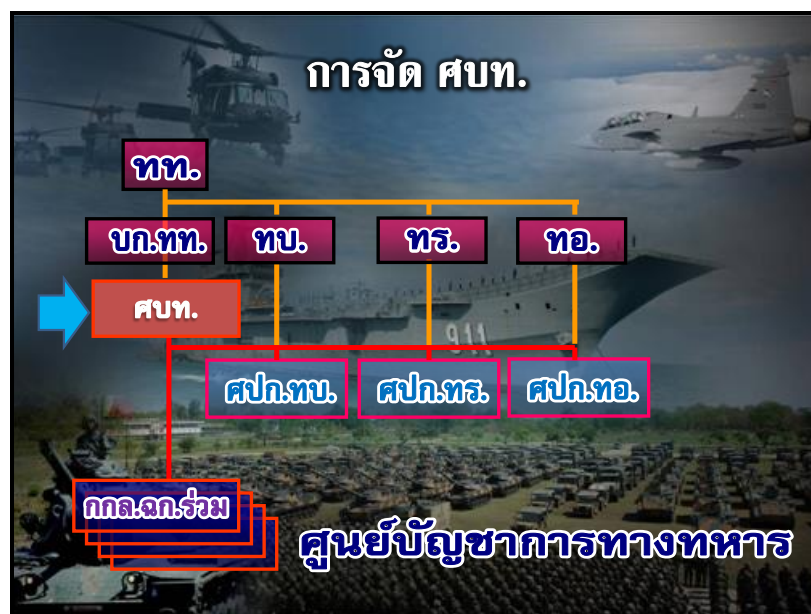 การจัด ศบท.
ทท.
บก.ทท. ทบ. ทร. ทอ.
ศบท.
911
ศปก.ทบ. ศปก.ทร. ศปก.ทอ.
กกล.ฉก.ร่วม
ศูนย์บัญชาการทางทหาร